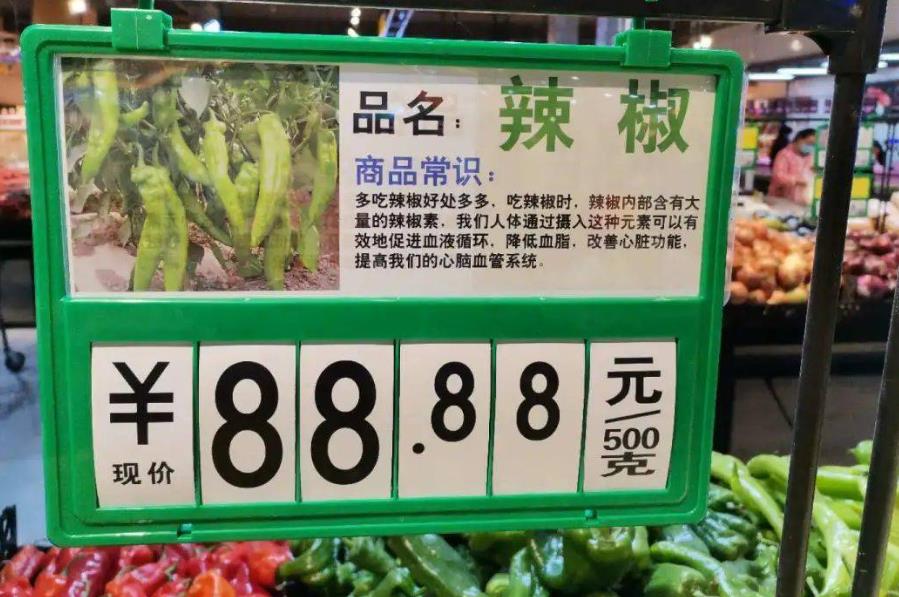 品名：辣 椒
商品常识：
多吃辣椒好处多多，吃辣椒时，辣椒内部含有大
量的辣椒素，我们人体通过摄入这种元素可以有
效地促进血液循环，降低血脂，改善心脏功能，
提高我们的心脑血管系统。
¥ 88.88 元/500克
现价